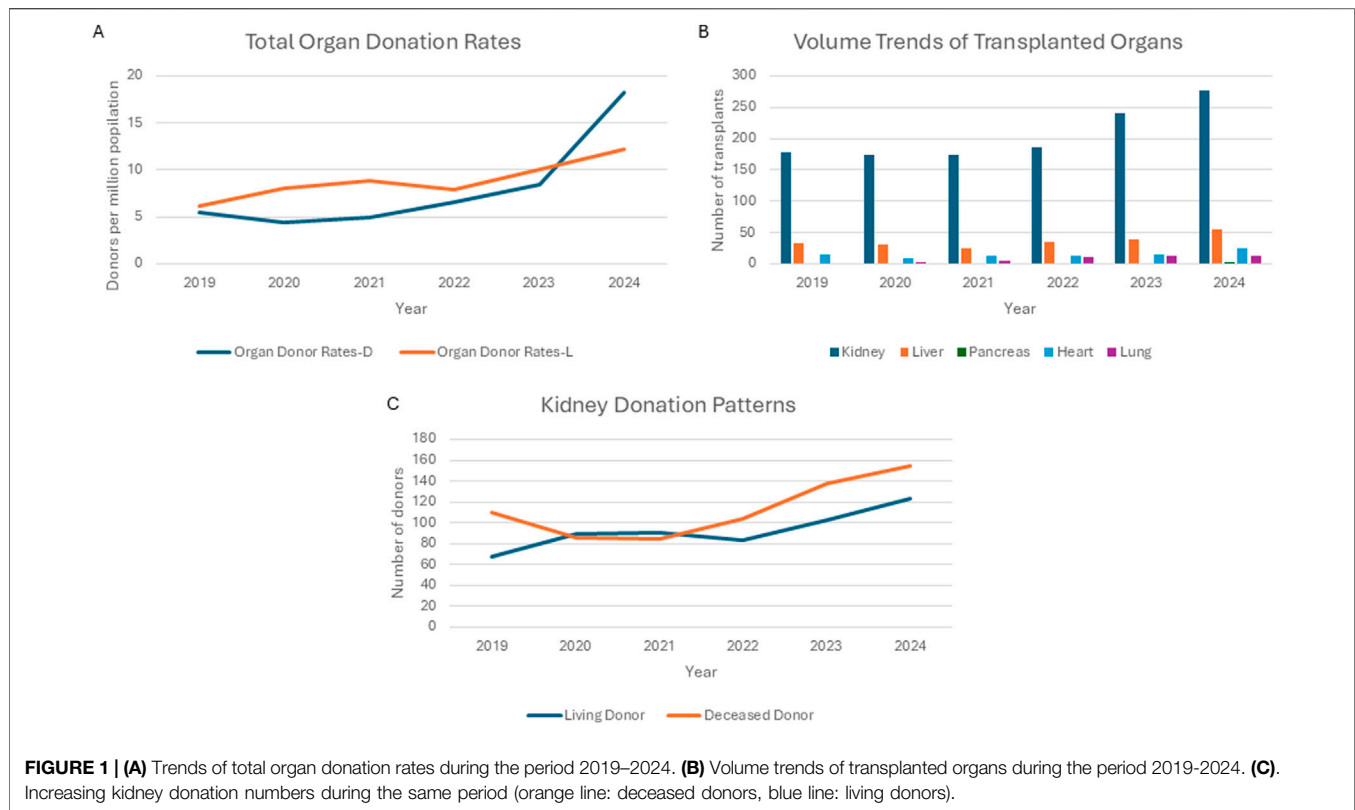 A
Total Organ Donation Rates
Donors per million popilation
20
15
10
5
0
2019 2020 2021 2022 2023 2024
Year
Organ Donor Rates-D Organ Donor Rates-L
B
Volume Trends of Transplanted Organs
Number of transplants
300
250
200
150
100
50
0
2019 2020 2021 2022 2023 2024
Year
Kidney Liver Pancreas Heart Lung
C
Kidney Donation Patterns
Number of donors
180
160
140
120
100
80
60
40
20
0
2019 2020 2021 2022 2023 2024
Year
Living Donor Deceased Donor
FIGURE 1 | (A) Trends of total organ donation rates during the period 2019–2024. (B) Volume trends of transplanted organs during the period 2019-2024. (C).
Increasing kidney donation numbers during the same period (orange line: deceased donors, blue line: living donors).